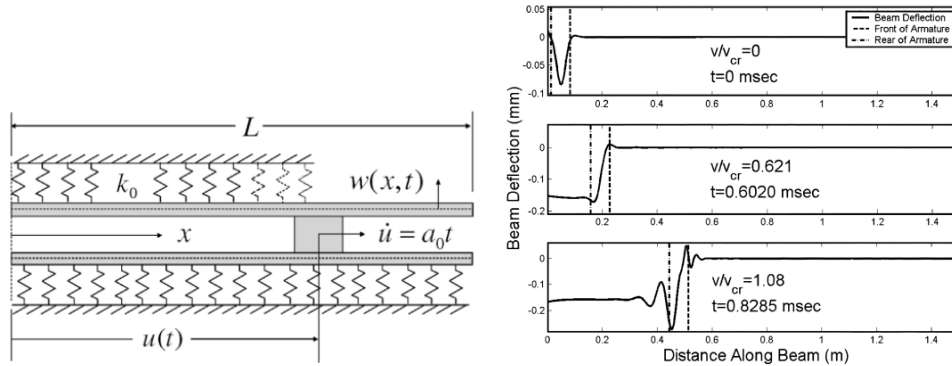 L
k₀
w(x,t)
x
u̇ = a₀t
u(t)
Beam Deflection (mm)
0.05
0
-0.05
-0.1
Beam Deflection
Front of Armature
Rear of Armature
v/v_cr=0
t=0 msec
0.2 0.4 0.6 0.8 1 1.2 1.4
0
-0.1
-0.2
v/v_cr=0.621
t=0.6020 msec
0.2 0.4 0.6 0.8 1 1.2 1.4
0
-0.1
-0.2
v/v_cr=1.08
t=0.8285 msec
0 0.2 0.4 0.6 0.8 1 1.2 1.4
Distance Along Beam (m)